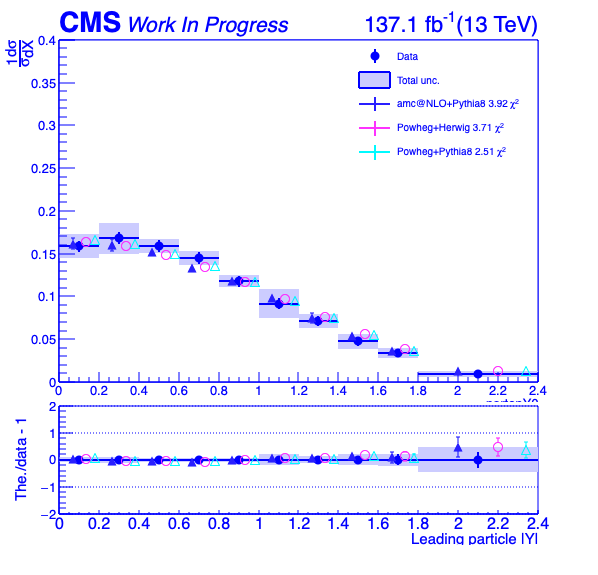 CMS Work In Progress 137.1 fb⁻¹(13 TeV)
1dσ
σdX
0.4
0.35
0.3
0.25
0.2
0.15
0.1
0.05
0
Data
Total unc.
amc@NLO+Pythia8 3.92 χ²
Powheg+Herwig 3.71 χ²
Powheg+Pythia8 2.51 χ²
0 0.2 0.4 0.6 0.8 1 1.2 1.4 1.6 1.8 2 2.2 2.4
The./data - 1
2
1
0
−1
−2
0 0.2 0.4 0.6 0.8 1 1.2 1.4 1.6 1.8 2 2.2 2.4
Leading particle |Y|